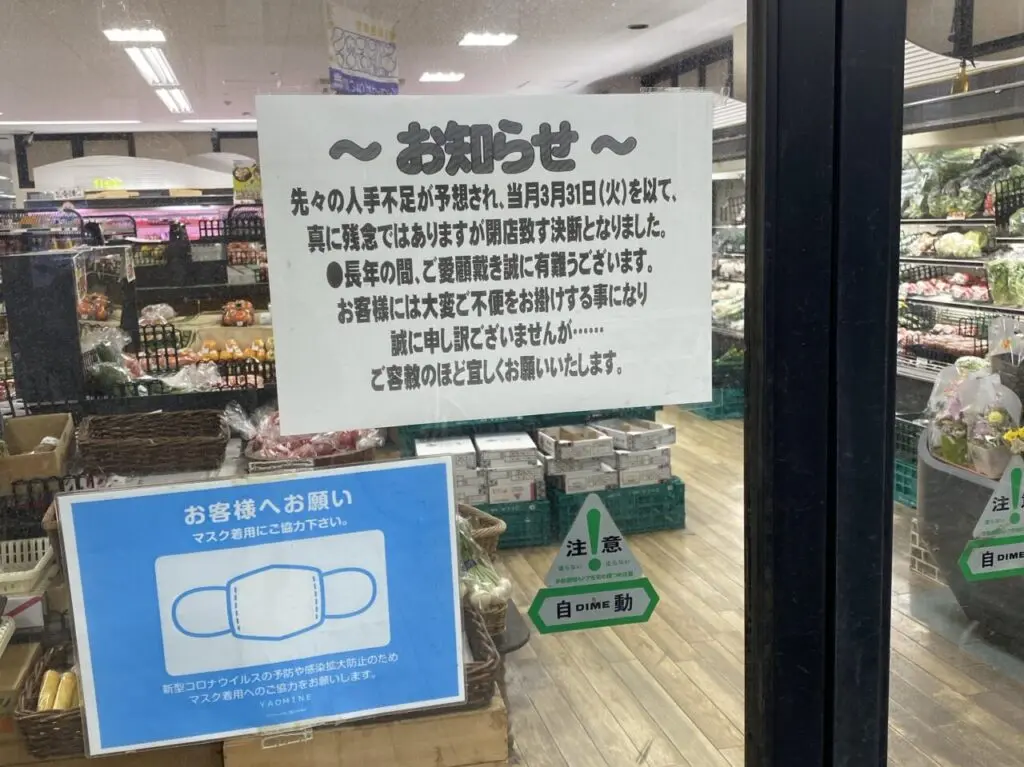 〜 お知らせ 〜
先々の人手不足が予想され、当月3月31日(火)を以て、
真に残念ではありますが閉店致す決断となりました。
●長年の間、ご愛願戴き誠に有難うございます。
お客様には大変ご不便をお掛けする事になり
誠に申し訳ございませんが……
ご容赦のほど宜しくお願いいたします。
お客様へお願い
マスク着用にご協力下さい。
新型コロナウイルスの予防や感染拡大防止のため
マスク着用へのご協力をお願いします。
YAOMINE
注!意
走らない 走らない
自 DIME 動
注!
自 DIME